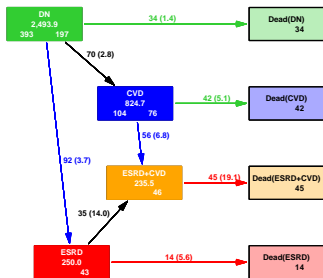 DN
2,493.9
393 197
34 (1.4)
Dead(DN)
34
70 (2.8)
CVD
824.7
104 76
42 (5.1)
Dead(CVD)
42
56 (6.8)
92 (3.7)
ESRD+CVD
235.5
46
45 (19.1)
Dead(ESRD+CVD)
45
35 (14.0)
ESRD
250.0
43
14 (5.6)
Dead(ESRD)
14